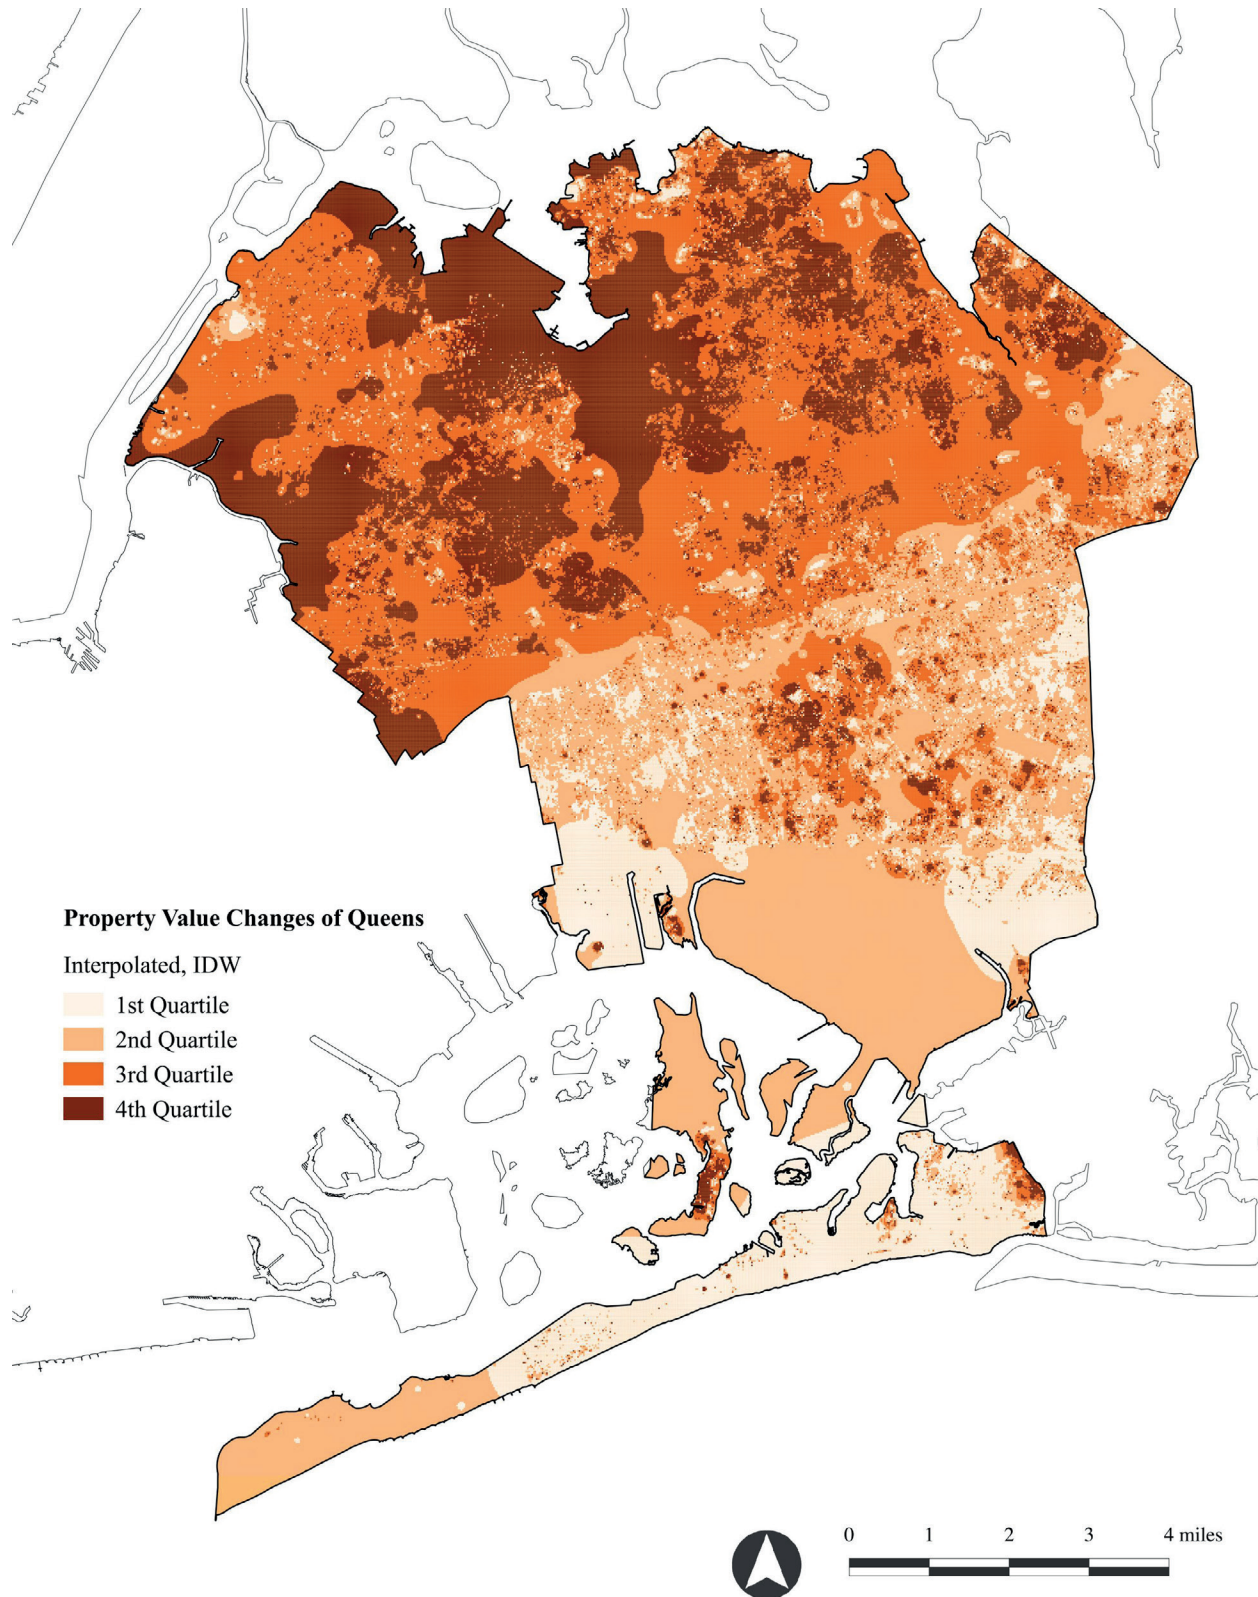 Property Value Changes of Queens
Interpolated, IDW
1st Quartile
2nd Quartile
3rd Quartile
4th Quartile
0 1 2 3 4 miles